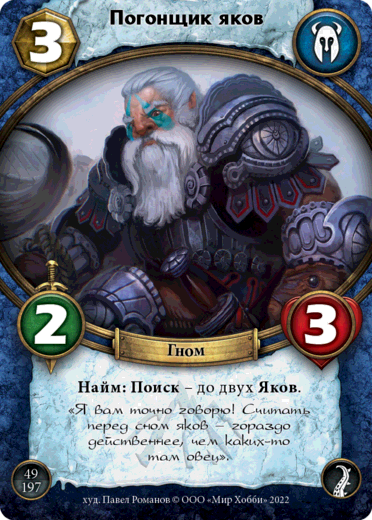 Погонщик яков
3
2
3
Гном
Найм: Поиск – до двух Яков.
«Я вам точно говорю! Считать
перед сном яков – гораздо
действеннее, чем каких-то
там овец».
49
197
худ. Павел Романов © ООО «Мир Хобби» 2022